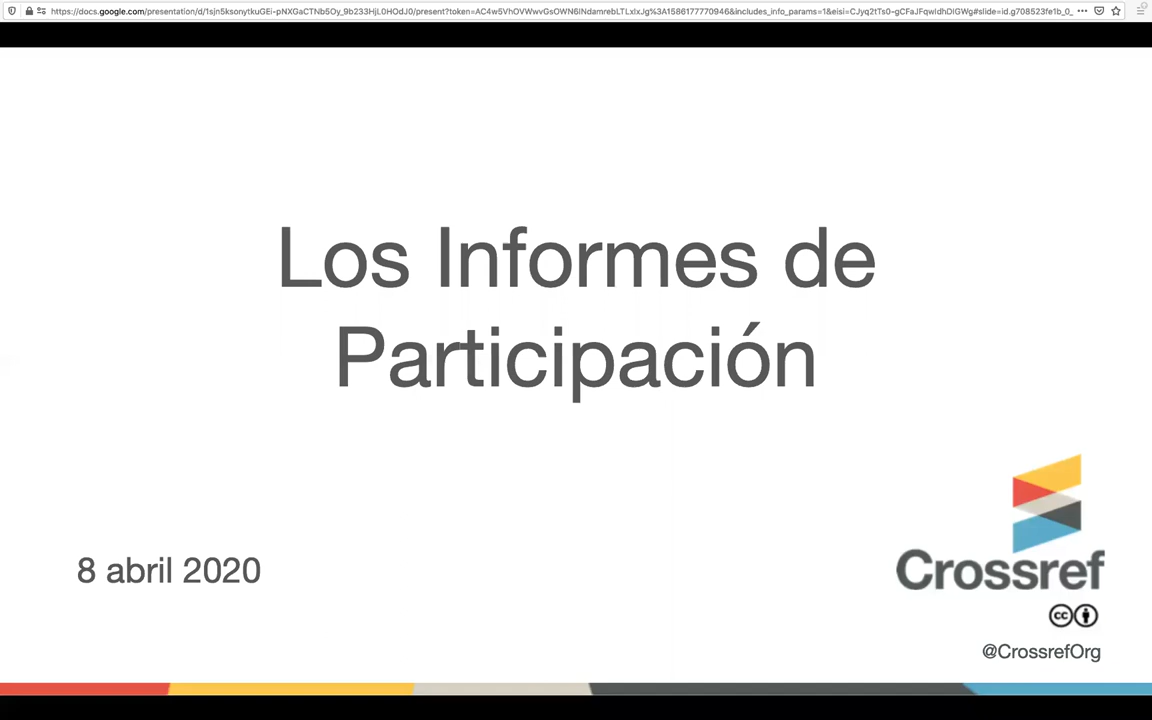 Los Informes de
Participación
8 abril 2020
Crossref
@CrossrefOrg